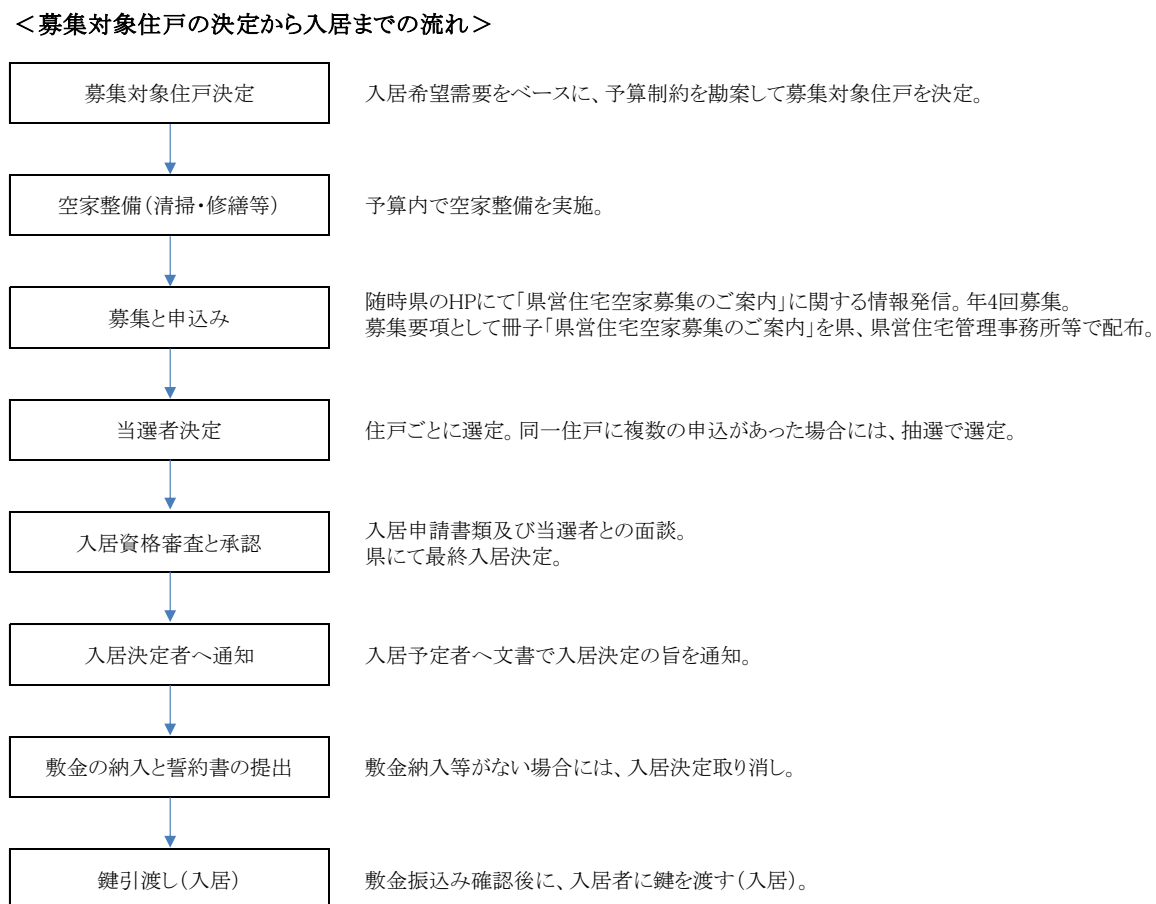 ＜募集対象住戸の決定から入居までの流れ＞
募集対象住戸決定
入居希望需要をベースに、予算制約を勘案して募集対象住戸を決定。
空家整備(清掃・修繕等)
予算内で空家整備を実施。
募集と申込み
随時県のHPにて「県営住宅空家募集のご案内」に関する情報発信。年4回募集。
募集要項として冊子「県営住宅空家募集のご案内」を県、県営住宅管理事務所等で配布。
当選者決定
住戸ごとに選定。同一住戸に複数の申込があった場合には、抽選で選定。
入居資格審査と承認
入居申請書類及び当選者との面談。
県にて最終入居決定。
入居決定者へ通知
入居予定者へ文書で入居決定の旨を通知。
敷金の納入と誓約書の提出
敷金納入等がない場合には、入居決定取り消し。
鍵引渡し(入居)
敷金振込み確認後に、入居者に鍵を渡す(入居)。